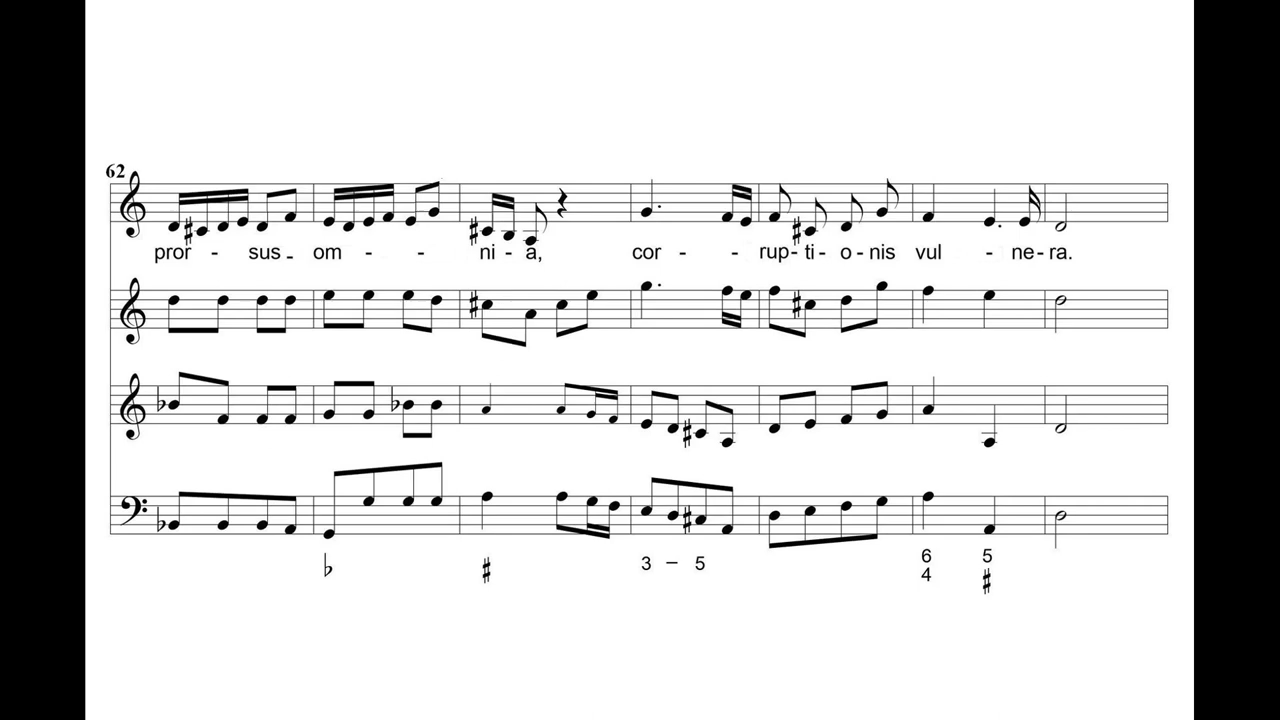 62
pror - sus - om - - - ni - a, cor - - rup - ti - o - nis vul - ne - ra.
♭ ♯ 3 – 5 6 5
4 ♯